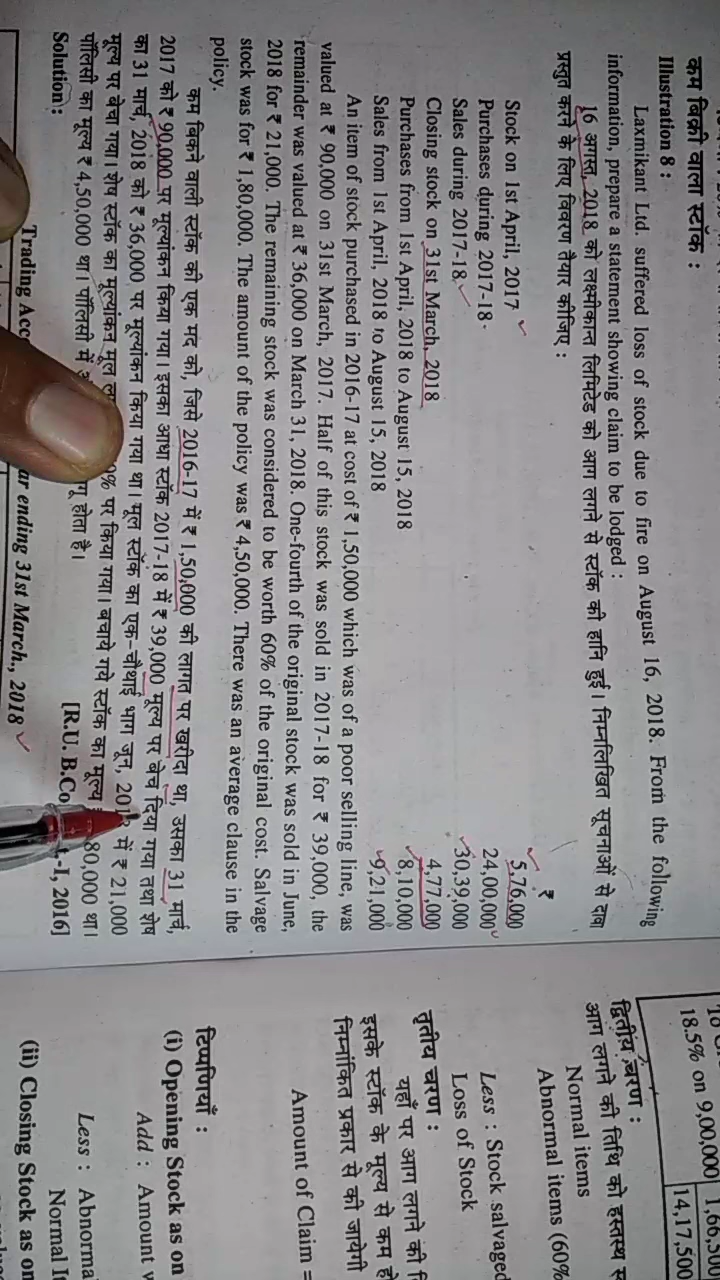 कम बिक्री वाला स्टॉक :
Illustration 8 :
Laxmikant Ltd. suffered loss of stock due to fire on August 16, 2018. From the following
information, prepare a statement showing claim to be lodged :
16 अगस्त, 2018 को लक्ष्मीकान्त लिमिटेड को आग लगने से स्टॉक की हानि हुई। निम्नलिखित सूचनाओं से दावा
प्रस्तुत करने के लिए विवरण तैयार कीजिए :
₹
Stock on 1st April, 2017 5,76,000
Purchases during 2017-18 24,00,000
Sales during 2017-18 30,39,000
Closing stock on 31st March, 2018 4,77,000
Purchases from 1st April, 2018 to August 15, 2018 8,10,000
Sales from 1st April, 2018 to August 15, 2018 9,21,000
An item of stock purchased in 2016-17 at cost of ₹ 1,50,000 which was of a poor selling line, was
valued at ₹ 90,000 on 31st March, 2017. Half of this stock was sold in 2017-18 for ₹ 39,000, the
remainder was valued at ₹ 36,000 on March 31, 2018. One-fourth of the original stock was sold in June,
2018 for ₹ 21,000. The remaining stock was considered to be worth 60% of the original cost. Salvage
stock was for ₹ 1,80,000. The amount of the policy was ₹ 4,50,000. There was an average clause in the
policy.
कम बिकने वाली स्टॉक की एक मद को, जिसे 2016-17 में ₹ 1,50,000 की लागत पर खरीदा था, उसका 31 मार्च,
2017 को ₹ 90,000 पर मूल्यांकन किया गया। इसका आधा स्टॉक 2017-18 में ₹ 39,000 मूल्य पर बेच दिया गया तथा शेष
का 31 मार्च, 2018 को ₹ 36,000 पर मूल्यांकन किया गया था। मूल स्टॉक का एक-चौथाई भाग जून, 2018 में ₹ 21,000
मूल्य पर बेचा गया। शेष स्टॉक का मूल्यांकन मूल 0% पर किया गया। बचाये गये स्टॉक का मूल्य 80,000 था।
पॉलिसी का मूल्य ₹ 4,50,000 था। पॉलिसी में होता है।
Solution : [R.U. B.Co t.-I, 2016]
Trading Acc ar ending 31st March., 2018
18.5% on 9,00,000 1,66,500
14,17,500
द्वितीय चरण :
आग लगने की तिथि को हस्तस्थ
Normal items
Abnormal items (60%
Less : Stock salvaged
Loss of Stock
तृतीय चरण :
यहाँ पर आग लगने की
इसके स्टॉक के मूल्य से कम
निम्नांकित प्रकार से की जायेगी
Amount of Claim =
टिप्पणियाँ :
(i) Opening Stock as on
Add : Amount
Less : Abnorma
Normal
(ii) Closing Stock as on